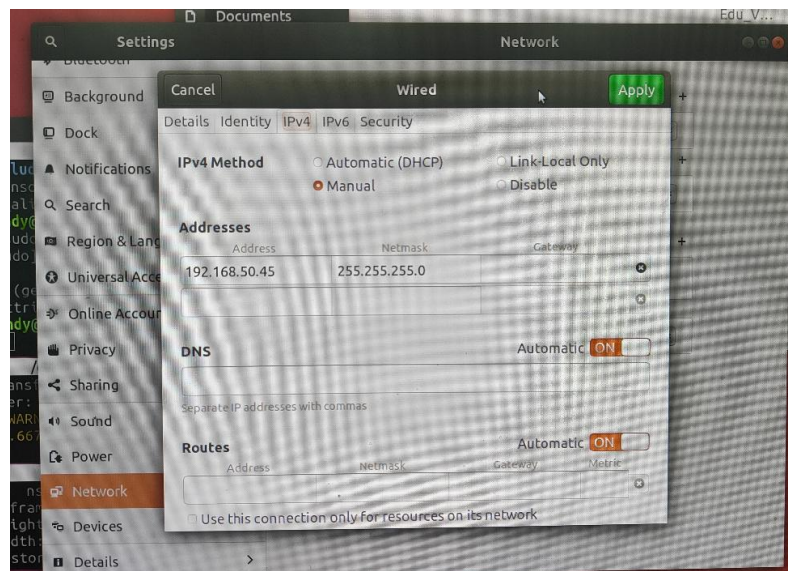 Documents
Edu_V...
Settings
Network
Bluetooth
Background
Dock
Notifications
Search
Region & Lang
Universal Acce
Online Accour
Privacy
Sharing
Sound
Power
Network
Devices
Details
Cancel
Wired
Apply
Details Identity IPv4 IPv6 Security
IPv4 Method
Automatic (DHCP)
Link-Local Only
Manual
Disable
Addresses
Address Netmask Gateway
192.168.50.45 255.255.255.0
DNS
Automatic ON
Separate IP addresses with commas
Routes
Automatic ON
Address Netmask Gateway Metric
Use this connection only for resources on its network